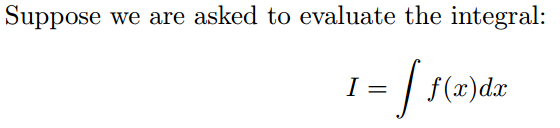 Suppose we are asked to evaluate the integral:
I = ∫ f(x)dx